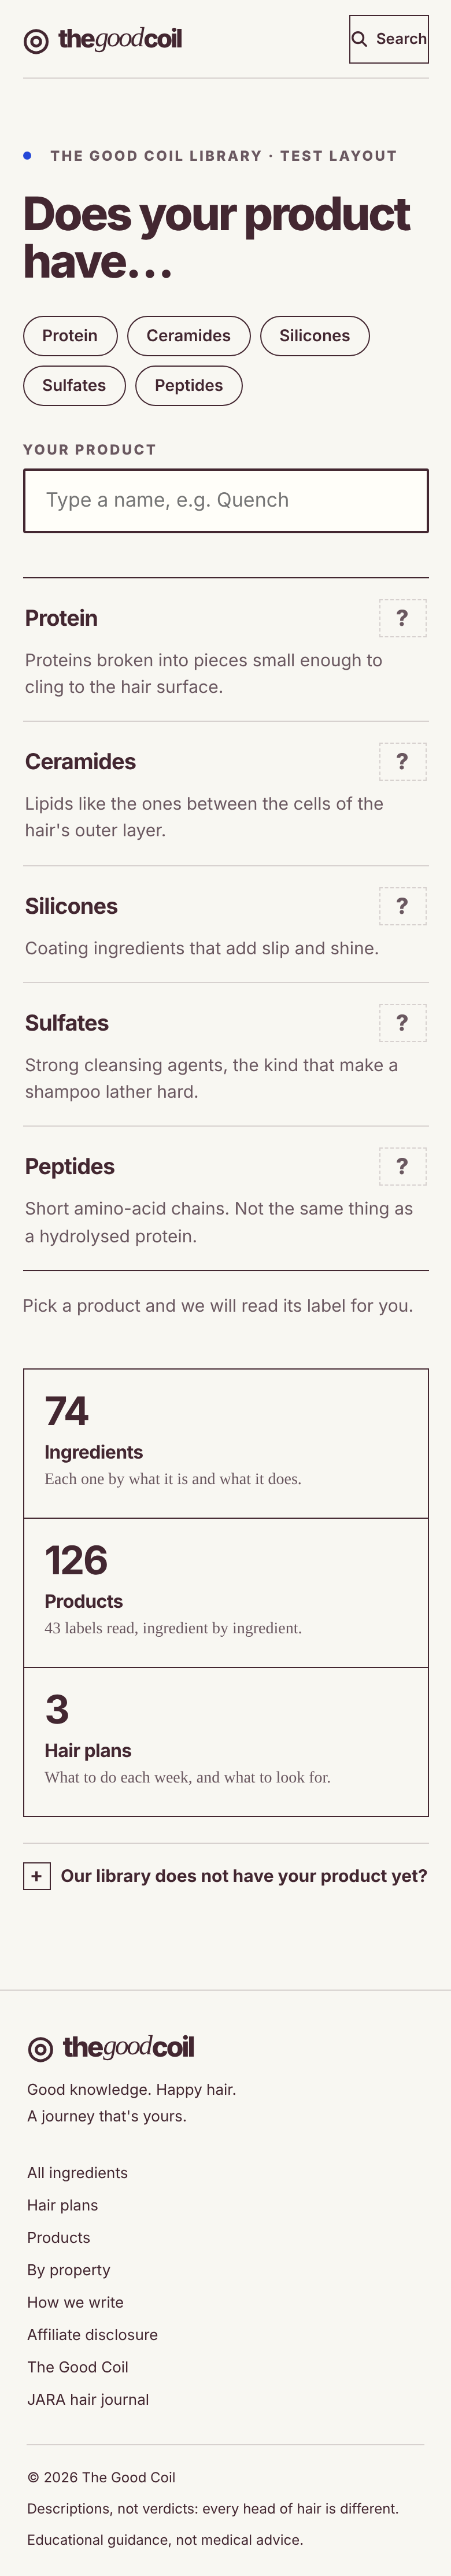 thegoodcoil
Search
THE GOOD COIL LIBRARY · TEST LAYOUT
Does your product
have…
Protein
Ceramides
Silicones
Sulfates
Peptides
YOUR PRODUCT
Type a name, e.g. Quench
Protein
?
Proteins broken into pieces small enough to
cling to the hair surface.
Ceramides
?
Lipids like the ones between the cells of the
hair's outer layer.
Silicones
?
Coating ingredients that add slip and shine.
Sulfates
?
Strong cleansing agents, the kind that make a
shampoo lather hard.
Peptides
?
Short amino-acid chains. Not the same thing as
a hydrolysed protein.
Pick a product and we will read its label for you.
74
Ingredients
Each one by what it is and what it does.
126
Products
43 labels read, ingredient by ingredient.
3
Hair plans
What to do each week, and what to look for.
+ Our library does not have your product yet?
thegoodcoil
Good knowledge. Happy hair.
A journey that's yours.
All ingredients
Hair plans
Products
By property
How we write
Affiliate disclosure
The Good Coil
JARA hair journal
© 2026 The Good Coil
Descriptions, not verdicts: every head of hair is different.
Educational guidance, not medical advice.